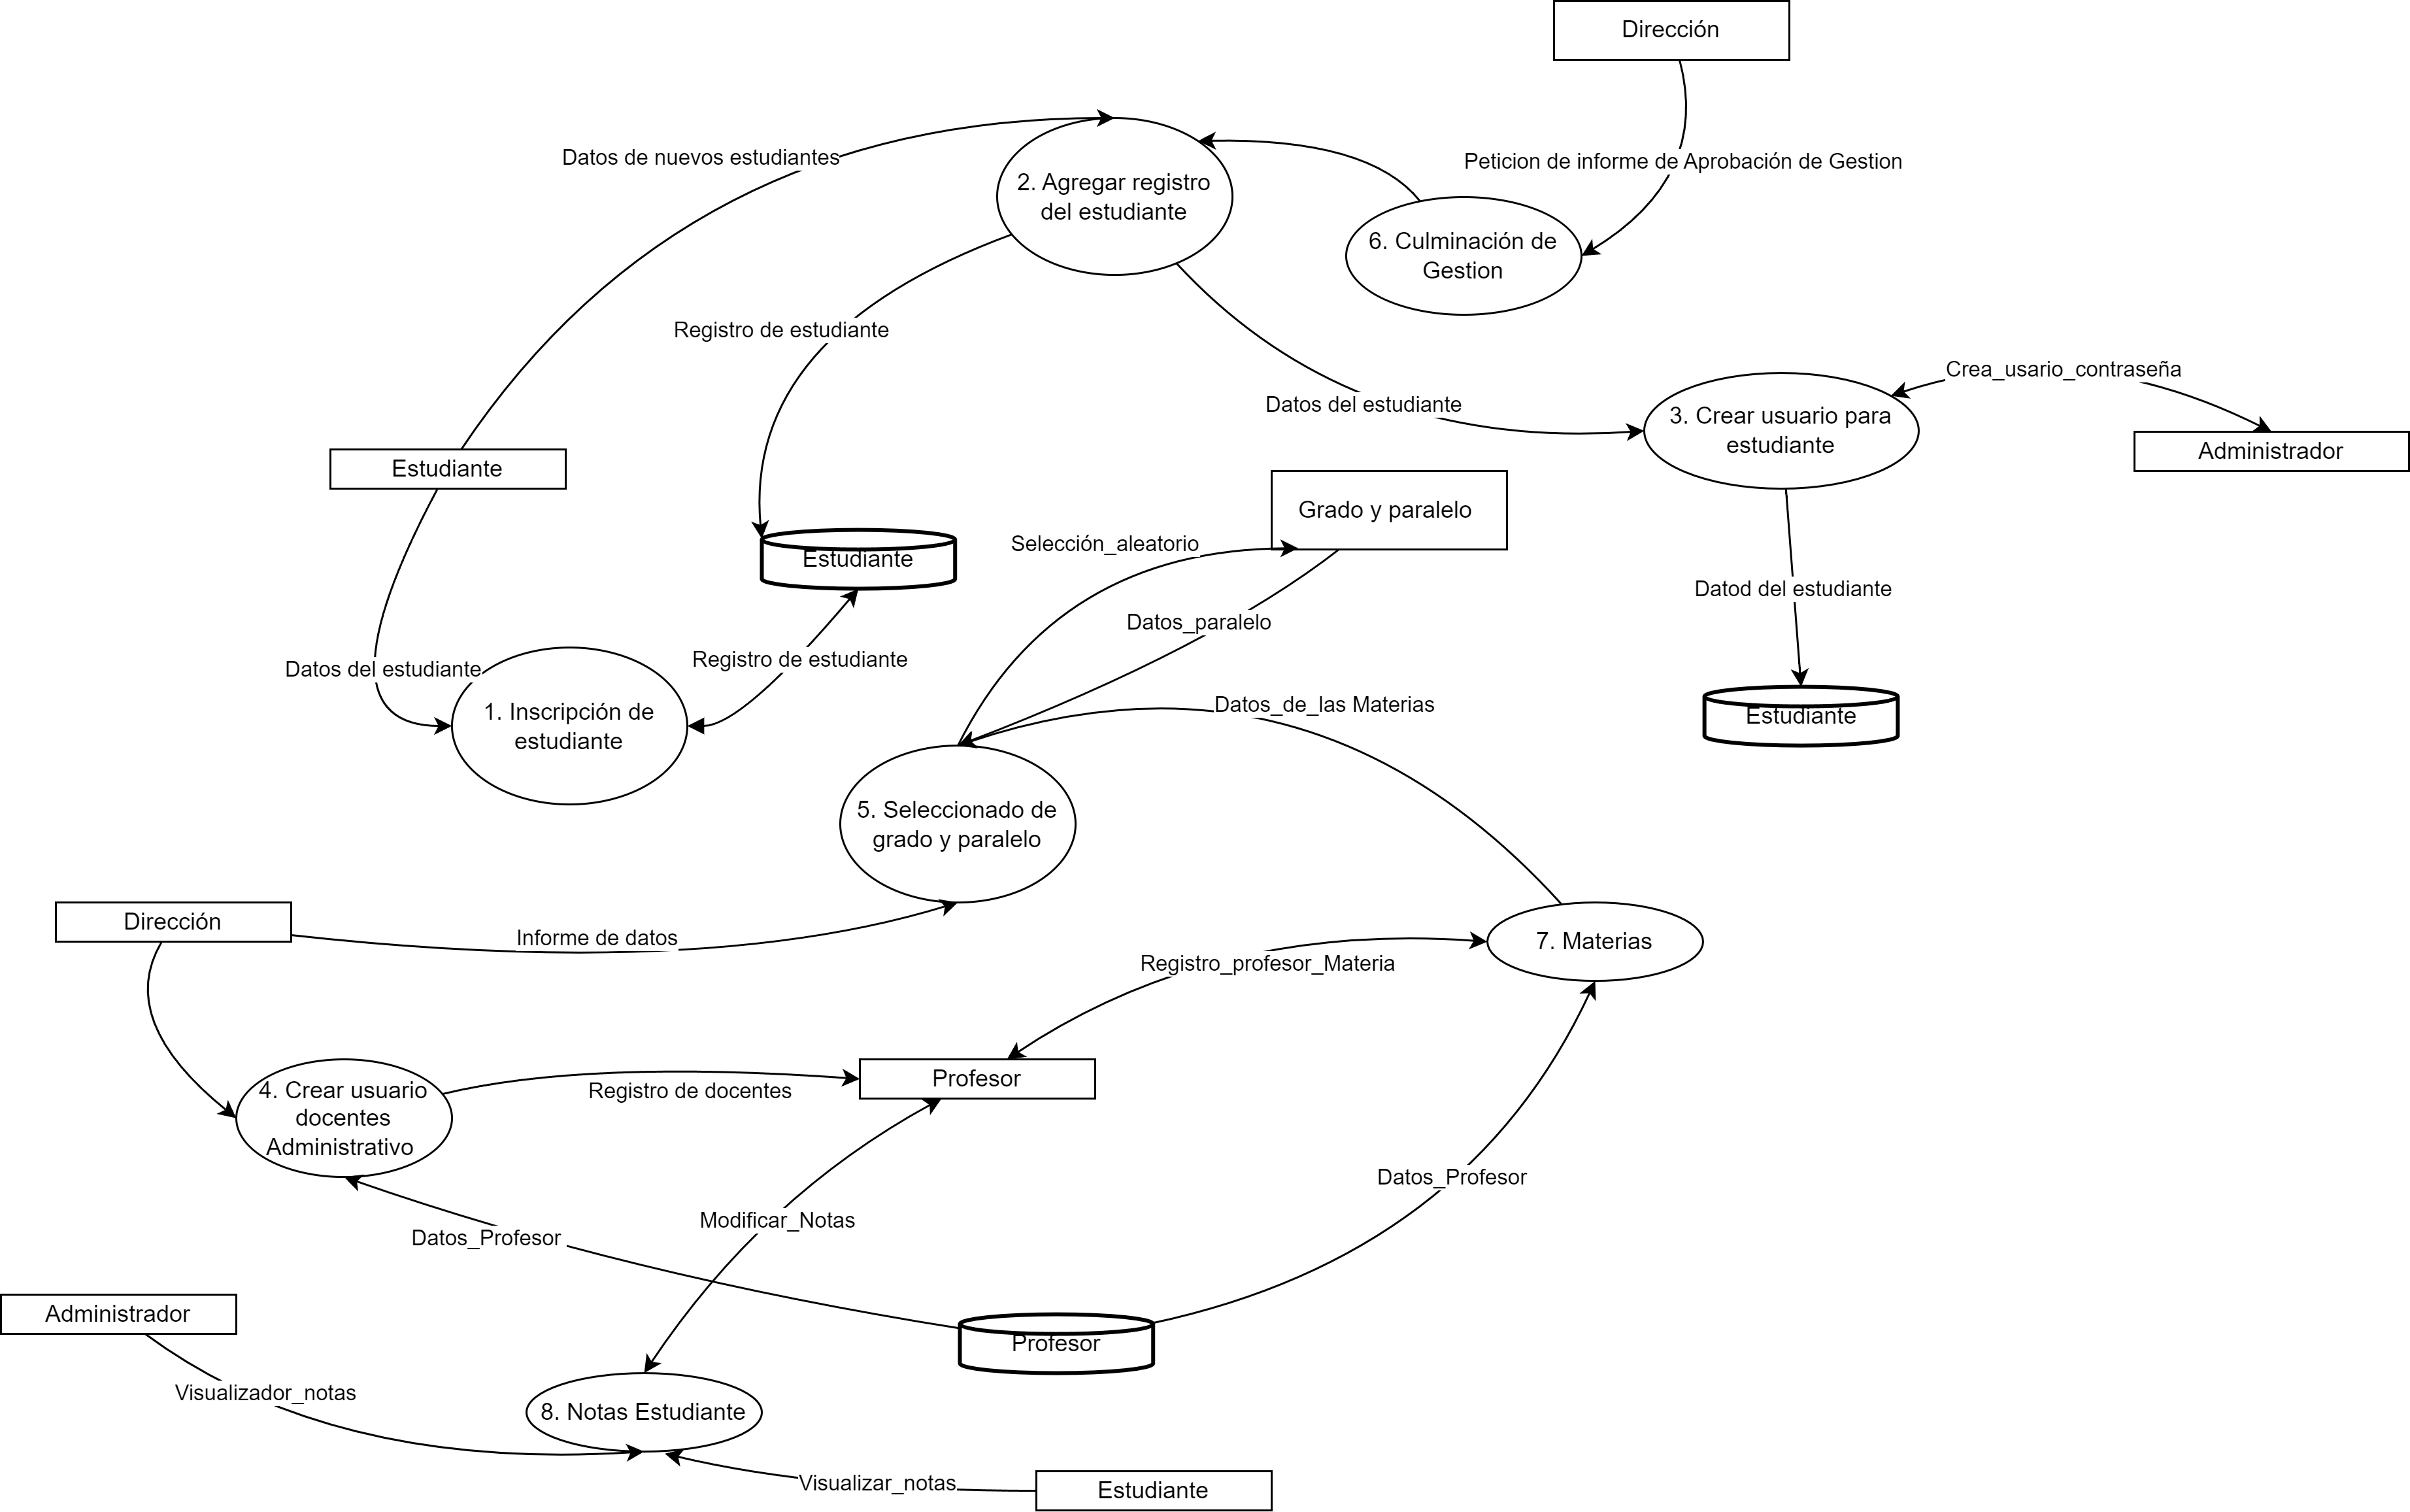 Dirección
Datos de nuevos estudiantes
Peticion de informe de Aprobación de Gestion
2. Agregar registro
del estudiante
6. Culminación de
Gestion
Registro de estudiante
Crea_usario_contraseña
Datos del estudiante
3. Crear usuario para
estudiante
Administrador
Estudiante
Grado y paralelo
Selección_aleatorio
Estudiante
Datod del estudiante
Datos_paralelo
Registro de estudiante
Datos del estudiante
1. Inscripción de
estudiante
Datos_de_las Materias
Estudiante
5. Seleccionado de
grado y paralelo
Dirección
Informe de datos
7. Materias
Registro_profesor_Materia
Profesor
4. Crear usuario
docentes
Administrativo
Registro de docentes
Datos_Profesor
Modificar_Notas
Datos_Profesor
Administrador
Profesor
Visualizador_notas
8. Notas Estudiante
Visualizar_notas
Estudiante